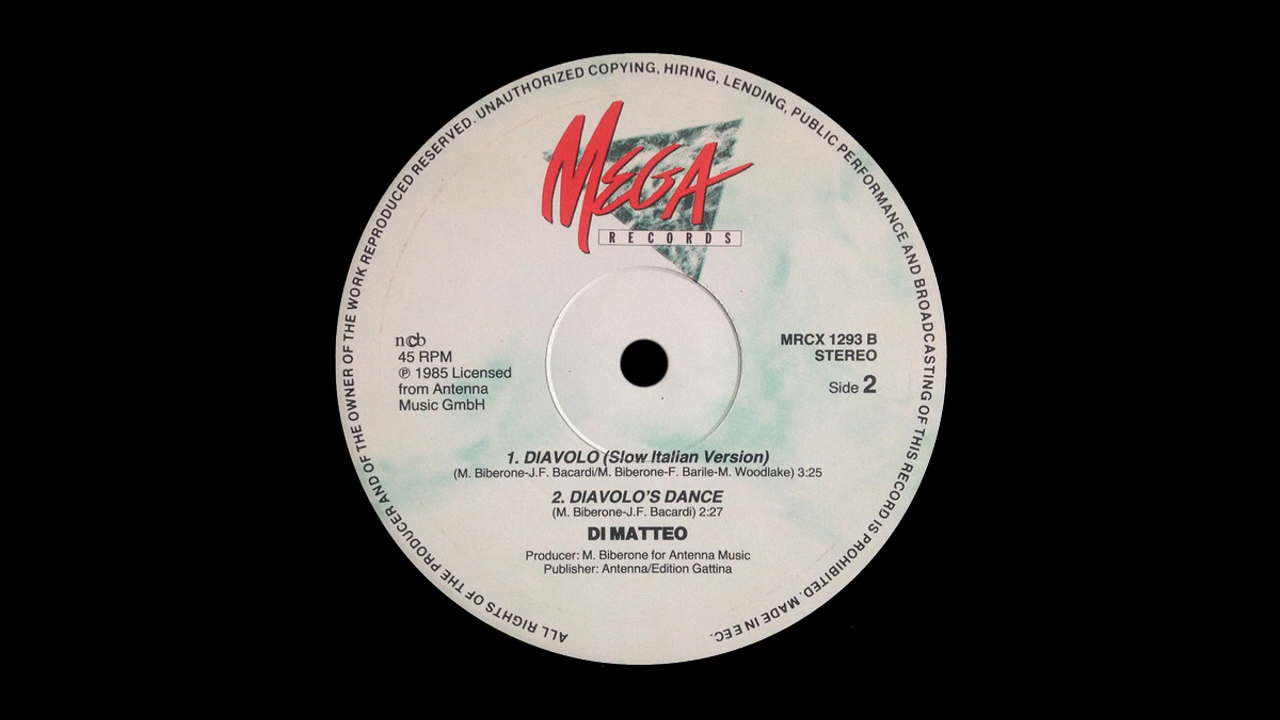 ALL RIGHTS OF THE PRODUCER AND OF THE OWNER OF THE WORK REPRODUCED RESERVED. UNAUTHORIZED COPYING, HIRING, LENDING, PUBLIC PERFORMANCE AND BROADCASTING OF THIS RECORD IS PROHIBITED. MADE IN EEC.
MEGA
RECORDS
ncb
45 RPM
℗ 1985 Licensed
from Antenna
Music GmbH
MRCX 1293 B
STEREO
Side 2
1. DIAVOLO (Slow Italian Version)
(M. Biberone-J.F. Bacardi/M. Biberone-F. Barile-M. Woodlake) 3:25
2. DIAVOLO'S DANCE
(M. Biberone-J.F. Bacardi) 2:27
DI MATTEO
Producer: M. Biberone for Antenna Music
Publisher: Antenna/Edition Gattina